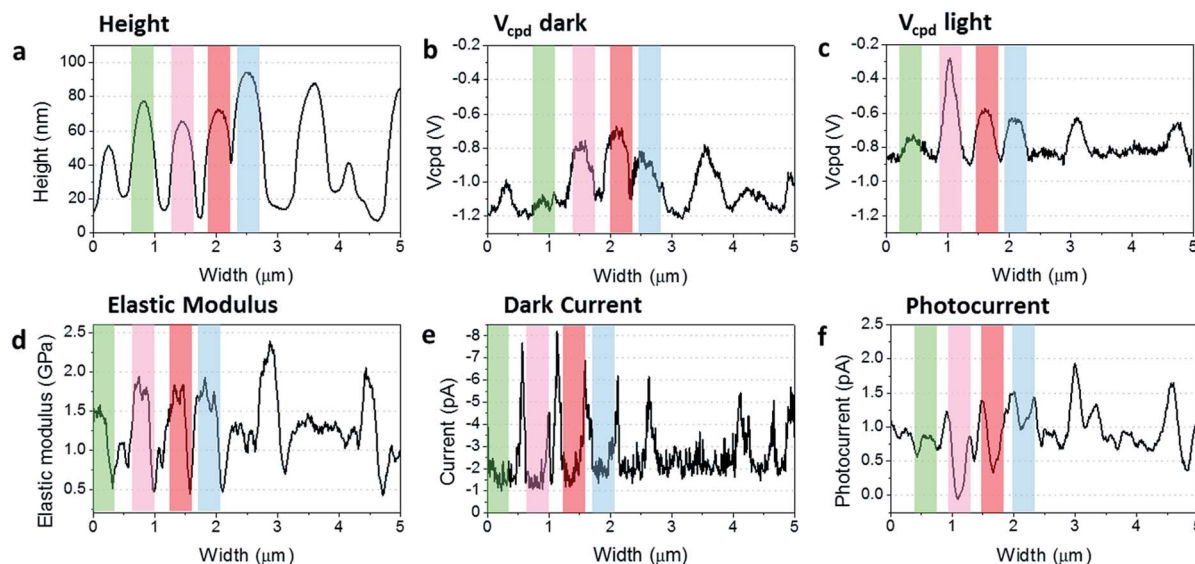 Height
a
Height (nm)
100
80
60
40
20
0
0 1 2 3 4 5
Width (μm)
Vcpd dark
b
Vcpd (V)
-0.2
-0.4
-0.6
-0.8
-1.0
-1.2
0 1 2 3 4 5
Width (μm)
Vcpd light
c
Vcpd (V)
-0.2
-0.4
-0.6
-0.8
-1.0
-1.2
0 1 2 3 4 5
Width (μm)
Elastic Modulus
d
Elastic modulus (GPa)
2.5
2.0
1.5
1.0
0.5
0 1 2 3 4 5
Width (μm)
Dark Current
e
Current (pA)
-8
-7
-6
-5
-4
-3
-2
-1
0
0 1 2 3 4 5
Width (μm)
Photocurrent
f
Photocurrent (pA)
2.5
2.0
1.5
1.0
0.5
0.0
0 1 2 3 4 5
Width (μm)